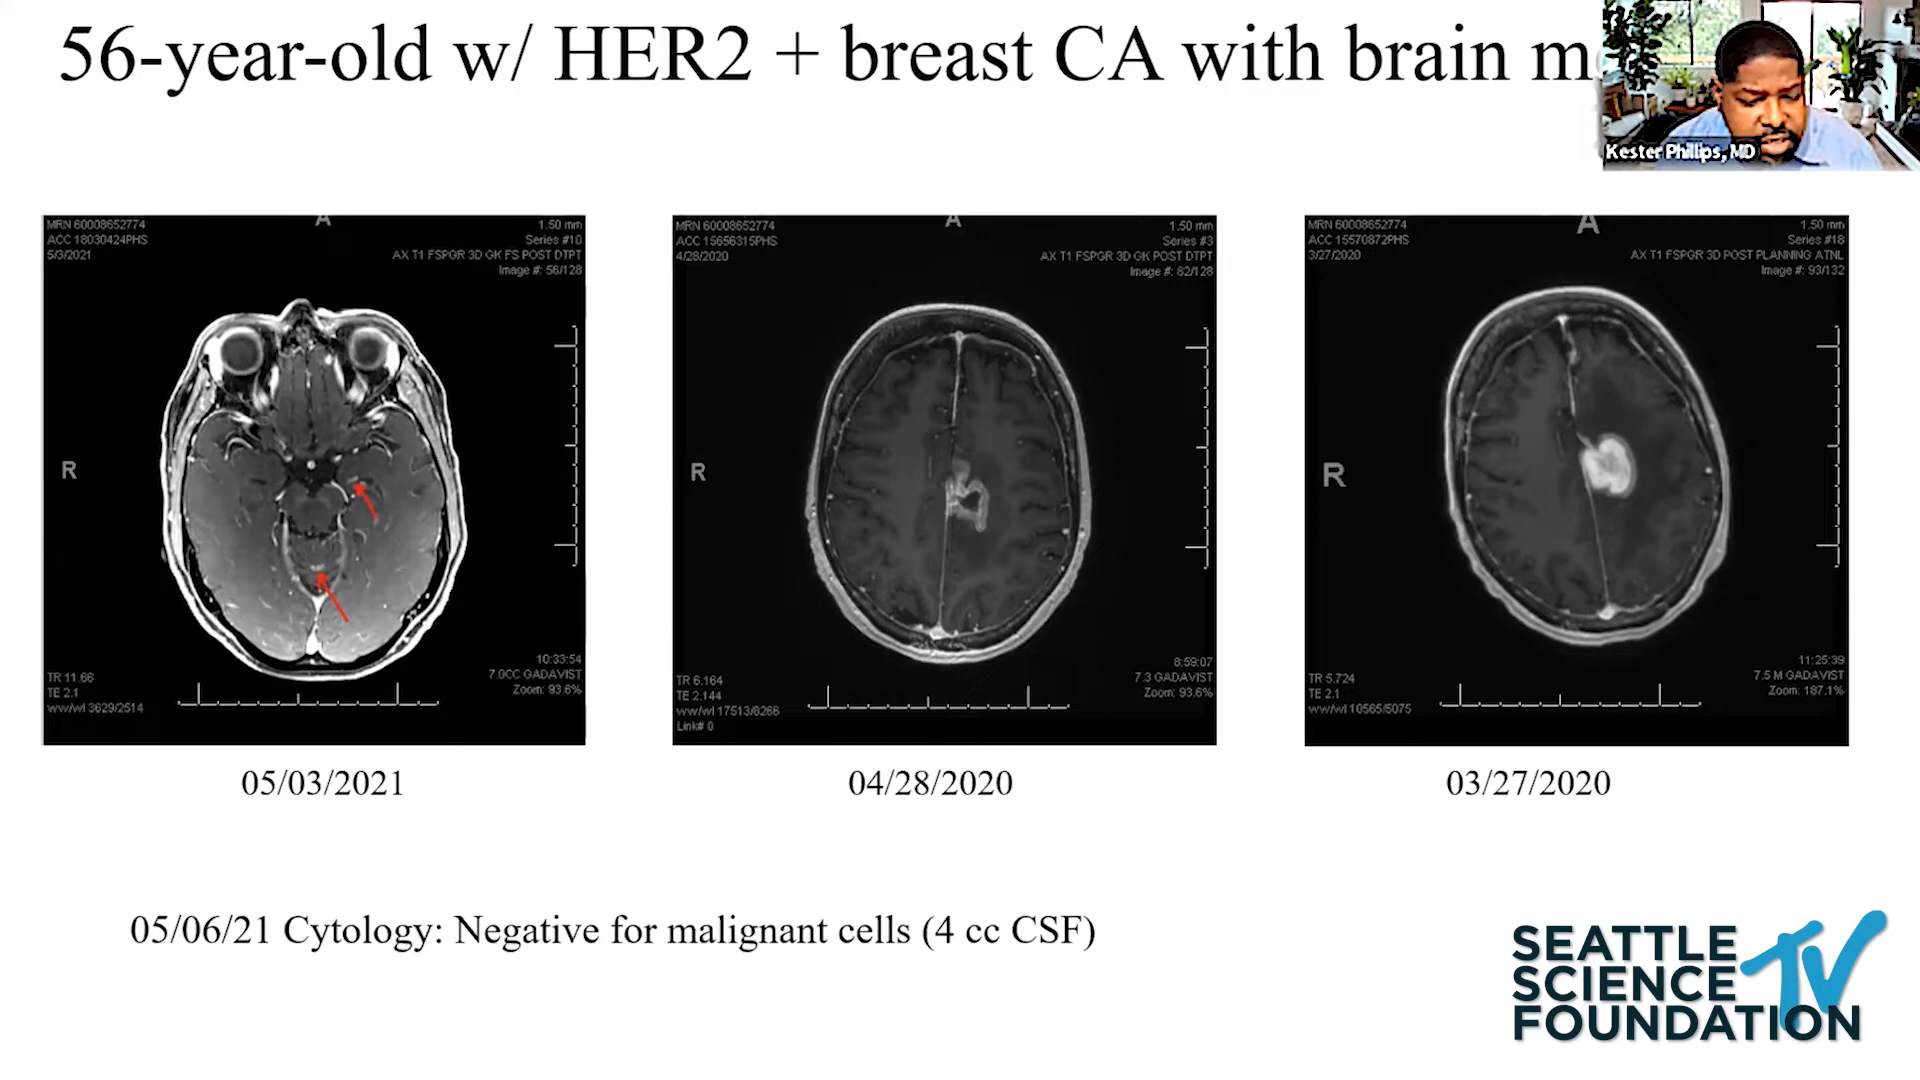 56-year-old w/ HER2 + breast CA with brain m
Kester Phillips, MD
A
MRN 60008652774
ACC 18030424PHS
5/3/2021
1.50 mm
Series #10
AX T1 FSPGR 3D GK FS POST DTPT
Image #: 56/128
R
TR 11.66
TE 2.1
ww/wl 3629/2514
10:33:54
7.0CC GADAVIST
Zoom: 93.6%
05/03/2021
A
MRN 60008652774
ACC 15656315PHS
4/28/2020
1.50 mm
Series #3
AX T1 FSPGR 3D GK POST DTPT
Image #: 82/128
R
TR 6.164
TE 2.144
ww/wl 17513/8266
Link# 0
8:59:07
7.3 GADAVIST
Zoom: 93.6%
04/28/2020
A
MRN 60008652774
ACC 15570872PHS
3/27/2020
1.50 mm
Series #18
AX T1 FSPGR 3D POST PLANNING ATNL
Image #: 93/132
R
TR 5.724
TE 2.1
ww/wl 10565/5075
11:25:39
7.5 M GADAVIST
Zoom: 187.1%
03/27/2020
05/06/21 Cytology: Negative for malignant cells (4 cc CSF)
SEATTLE
SCIENCE TV
FOUNDATION